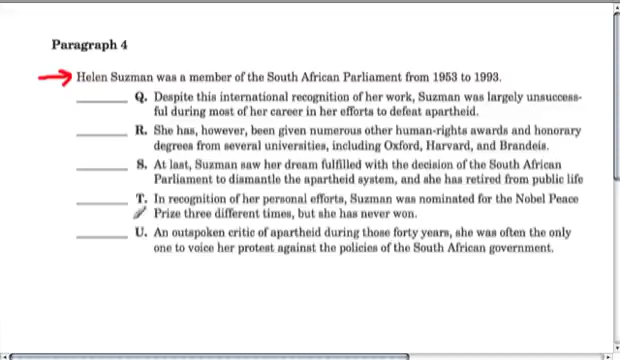 Paragraph 4
Helen Suzman was a member of the South African Parliament from 1953 to 1993.
Q. Despite this international recognition of her work, Suzman was largely unsuccess-
ful during most of her career in her efforts to defeat apartheid.
R. She has, however, been given numerous other human-rights awards and honorary
degrees from several universities, including Oxford, Harvard, and Brandeis.
S. At last, Suzman saw her dream fulfilled with the decision of the South African
Parliament to dismantle the apartheid system, and she has retired from public life
T. In recognition of her personal efforts, Suzman was nominated for the Nobel Peace
Prize three different times, but she has never won.
U. An outspoken critic of apartheid during those forty years, she was often the only
one to voice her protest against the policies of the South African government.